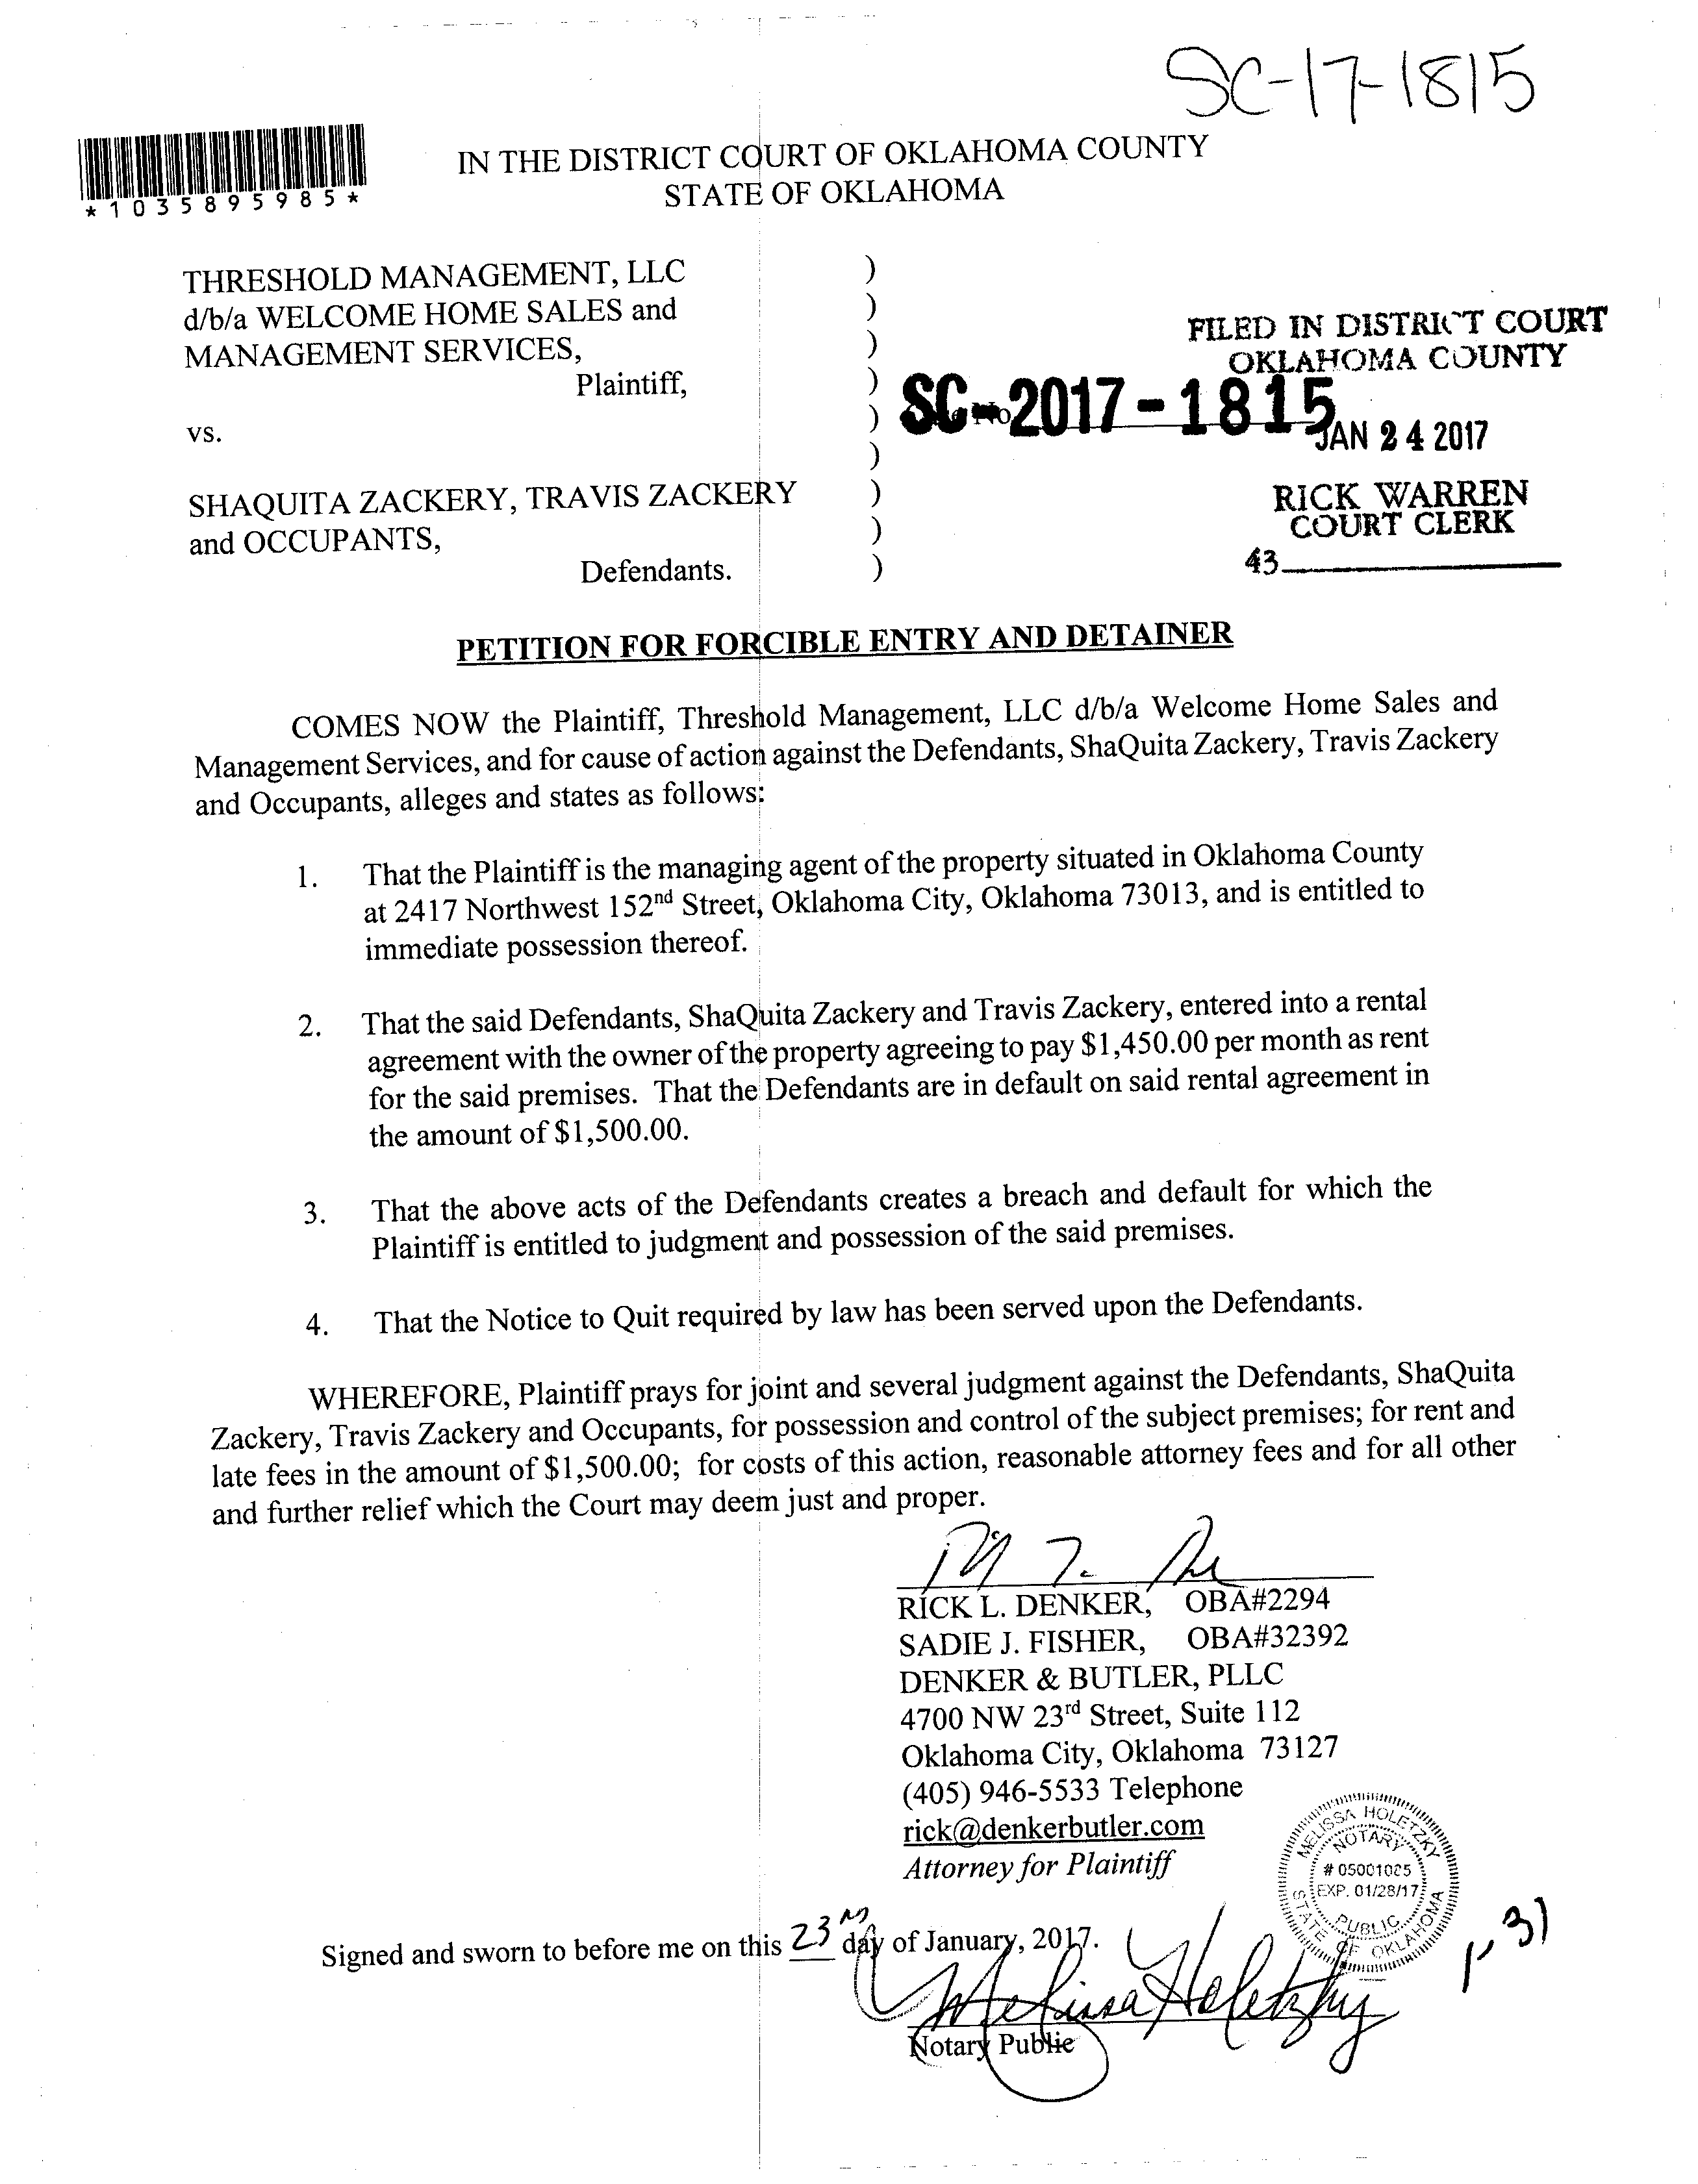 SC-17-1815
*1035895985*
IN THE DISTRICT COURT OF OKLAHOMA COUNTY
STATE OF OKLAHOMA
THRESHOLD MANAGEMENT, LLC )
d/b/a WELCOME HOME SALES and )
MANAGEMENT SERVICES, )
Plaintiff, )
)
vs.
)
SHAQUITA ZACKERY, TRAVIS ZACKERY )
and OCCUPANTS, )
Defendants. )
FILED IN DISTRICT COURT
OKLAHOMA COUNTY
SC-2017-1815
JAN 24 2017
RICK WARREN
COURT CLERK
43
PETITION FOR FORCIBLE ENTRY AND DETAINER
COMES NOW the Plaintiff, Threshold Management, LLC d/b/a Welcome Home Sales and
Management Services, and for cause of action against the Defendants, ShaQuita Zackery, Travis Zackery
and Occupants, alleges and states as follows:
1. That the Plaintiff is the managing agent of the property situated in Oklahoma County
at 2417 Northwest 152nd Street, Oklahoma City, Oklahoma 73013, and is entitled to
immediate possession thereof.
2. That the said Defendants, ShaQuita Zackery and Travis Zackery, entered into a rental
agreement with the owner of the property agreeing to pay $1,450.00 per month as rent
for the said premises. That the Defendants are in default on said rental agreement in
the amount of $1,500.00.
3. That the above acts of the Defendants creates a breach and default for which the
Plaintiff is entitled to judgment and possession of the said premises.
4. That the Notice to Quit required by law has been served upon the Defendants.
WHEREFORE, Plaintiff prays for joint and several judgment against the Defendants, ShaQuita
Zackery, Travis Zackery and Occupants, for possession and control of the subject premises; for rent and
late fees in the amount of $1,500.00; for costs of this action, reasonable attorney fees and for all other
and further relief which the Court may deem just and proper.
RICK L. DENKER, OBA#2294
SADIE J. FISHER, OBA#32392
DENKER & BUTLER, PLLC
4700 NW 23rd Street, Suite 112
Oklahoma City, Oklahoma 73127
(405) 946-5533 Telephone
rick@denkerbutler.com
Attorney for Plaintiff
MELISSA HOLETZKY
NOTARY
# 05001025
EXP. 01/28/17
PUBLIC
STATE OF OKLAHOMA
Signed and sworn to before me on this 23 day of January, 2017.
Melissa Holetzky
Notary Public